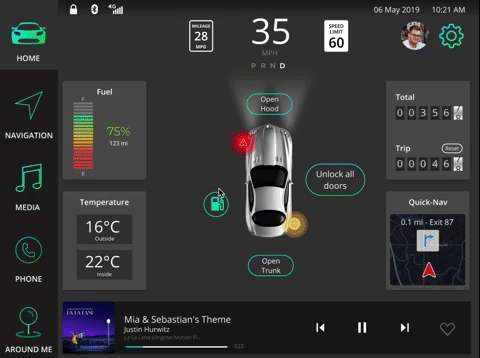 4G
06 May 2019
10:21 AM
MILEAGE
28
MPG
35
MPH
P R N D
SPEED
LIMIT
60
HOME
NAVIGATION
MEDIA
PHONE
AROUND ME
Fuel
F
E
75%
123 mi
Temperature
16°C
Outside
22°C
Inside
Open
Hood
Unlock all
doors
Open
Trunk
Total
0 0 3 5 6
Trip
Reset
0 0 0 4 6
Quick-Nav
0.1 mi - Exit 87
LA LA LAND
Mia & Sebastian's Theme
Justin Hurwitz
La La Land (Original Motion Pi...
-1:23